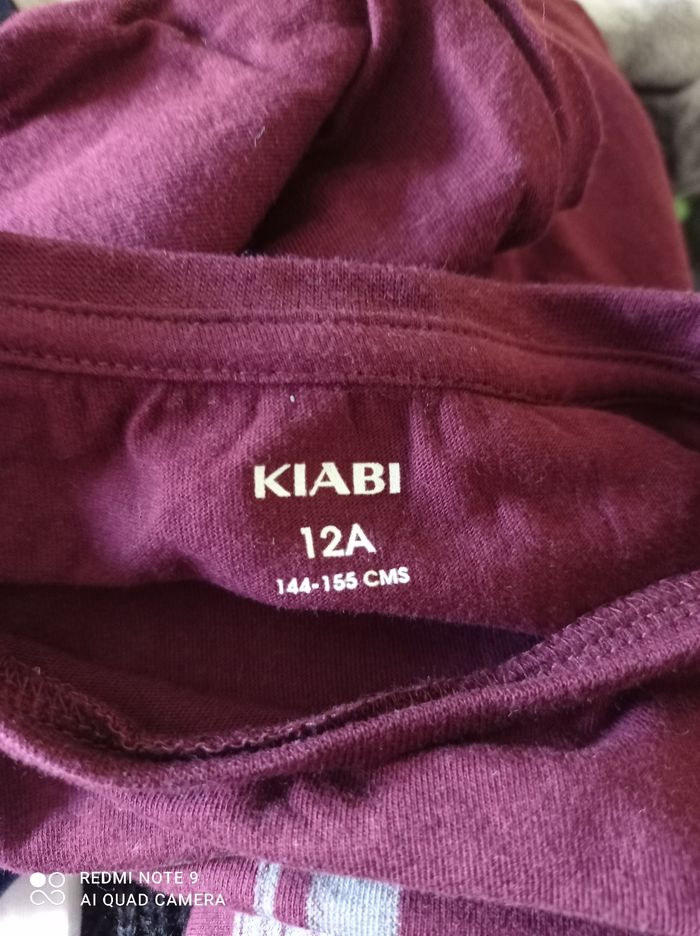 KIABI
12A
144-155 CMS
REDMI NOTE 9
AI QUAD CAMERA